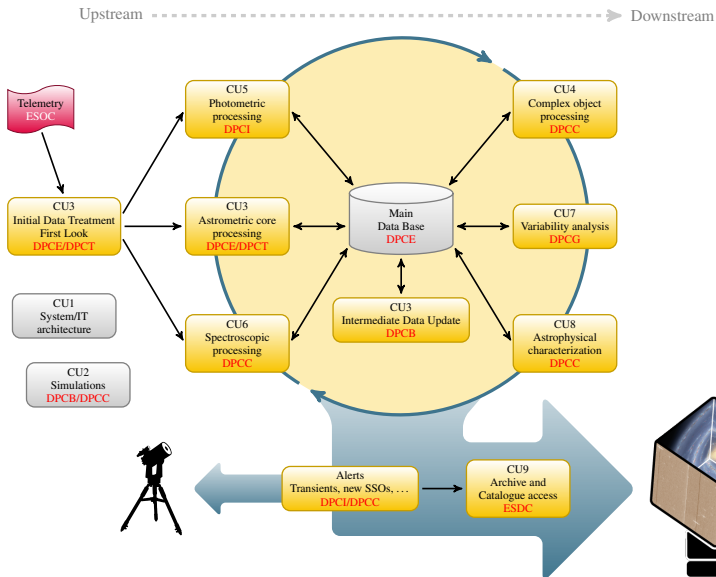 Upstream
Downstream
Telemetry
ESOC
CU3
Initial Data Treatment
First Look
DPCE/DPCT
CU1
System/IT
architecture
CU2
Simulations
DPCB/DPCC
CU5
Photometric
processing
DPCI
CU3
Astrometric core
processing
DPCE/DPCT
CU6
Spectroscopic
processing
DPCC
Main
Data Base
DPCE
CU3
Intermediate Data Update
DPCB
CU4
Complex object
processing
DPCC
CU7
Variability analysis
DPCG
CU8
Astrophysical
characterization
DPCC
Alerts
Transients, new SSOs, . . .
DPCI/DPCC
CU9
Archive and
Catalogue access
ESDC